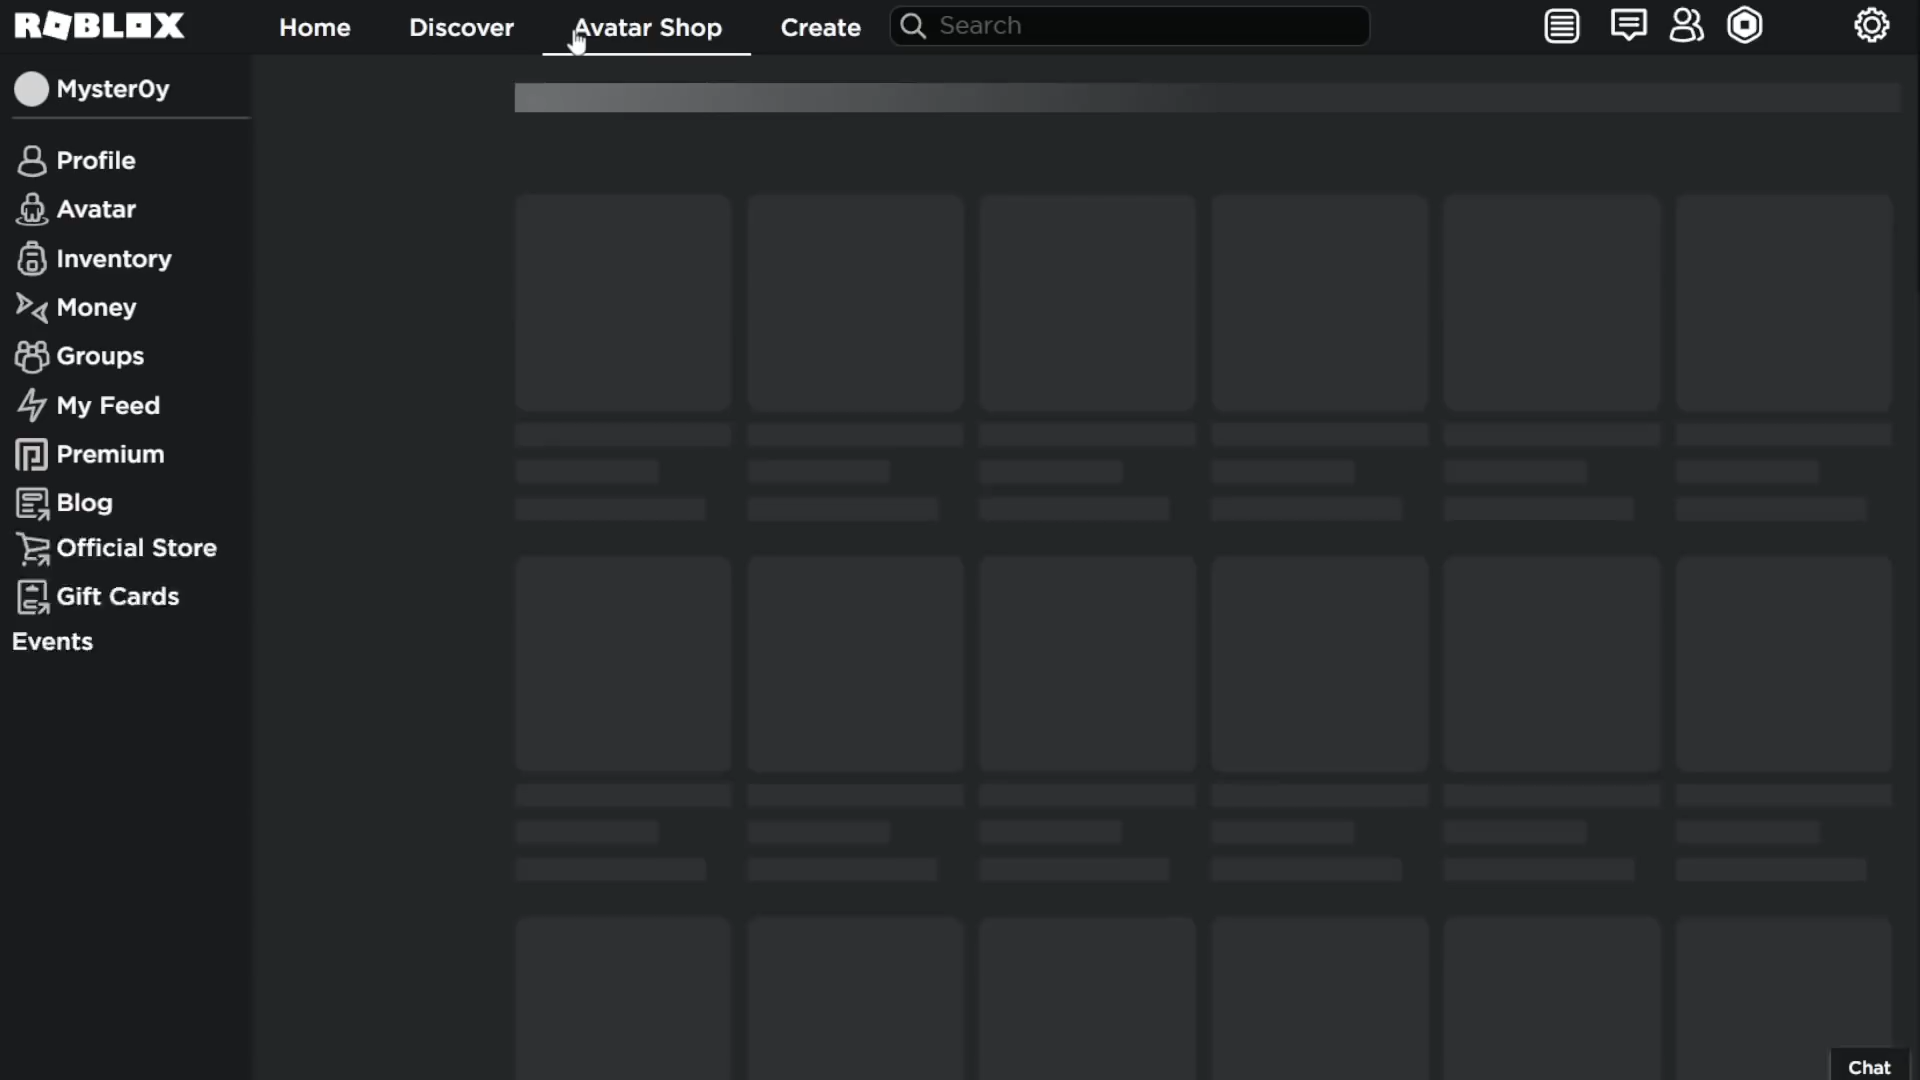 ROBLOX
Home
Discover
Avatar Shop
Create
Search
Myster0y
Profile
Avatar
Inventory
Money
Groups
My Feed
Premium
Blog
Official Store
Gift Cards
Events
Chat